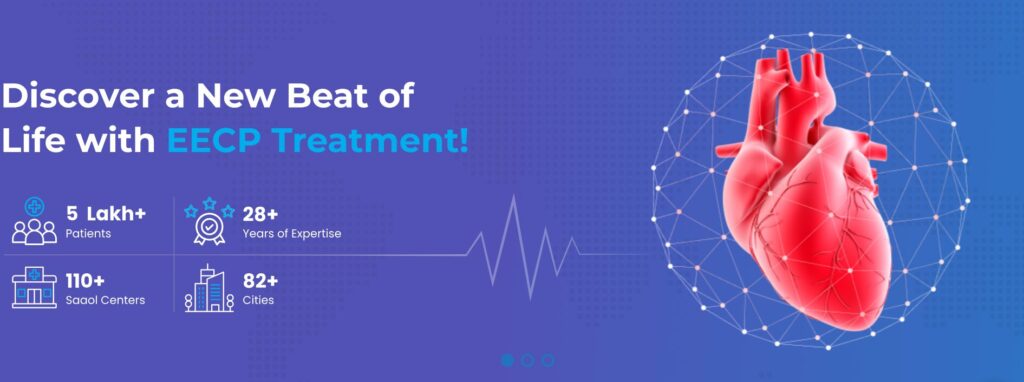 Discover a New Beat of
Life with EECP Treatment!
5 Lakh+
Patients
28+
Years of Expertise
110+
Saaol Centers
82+
Cities